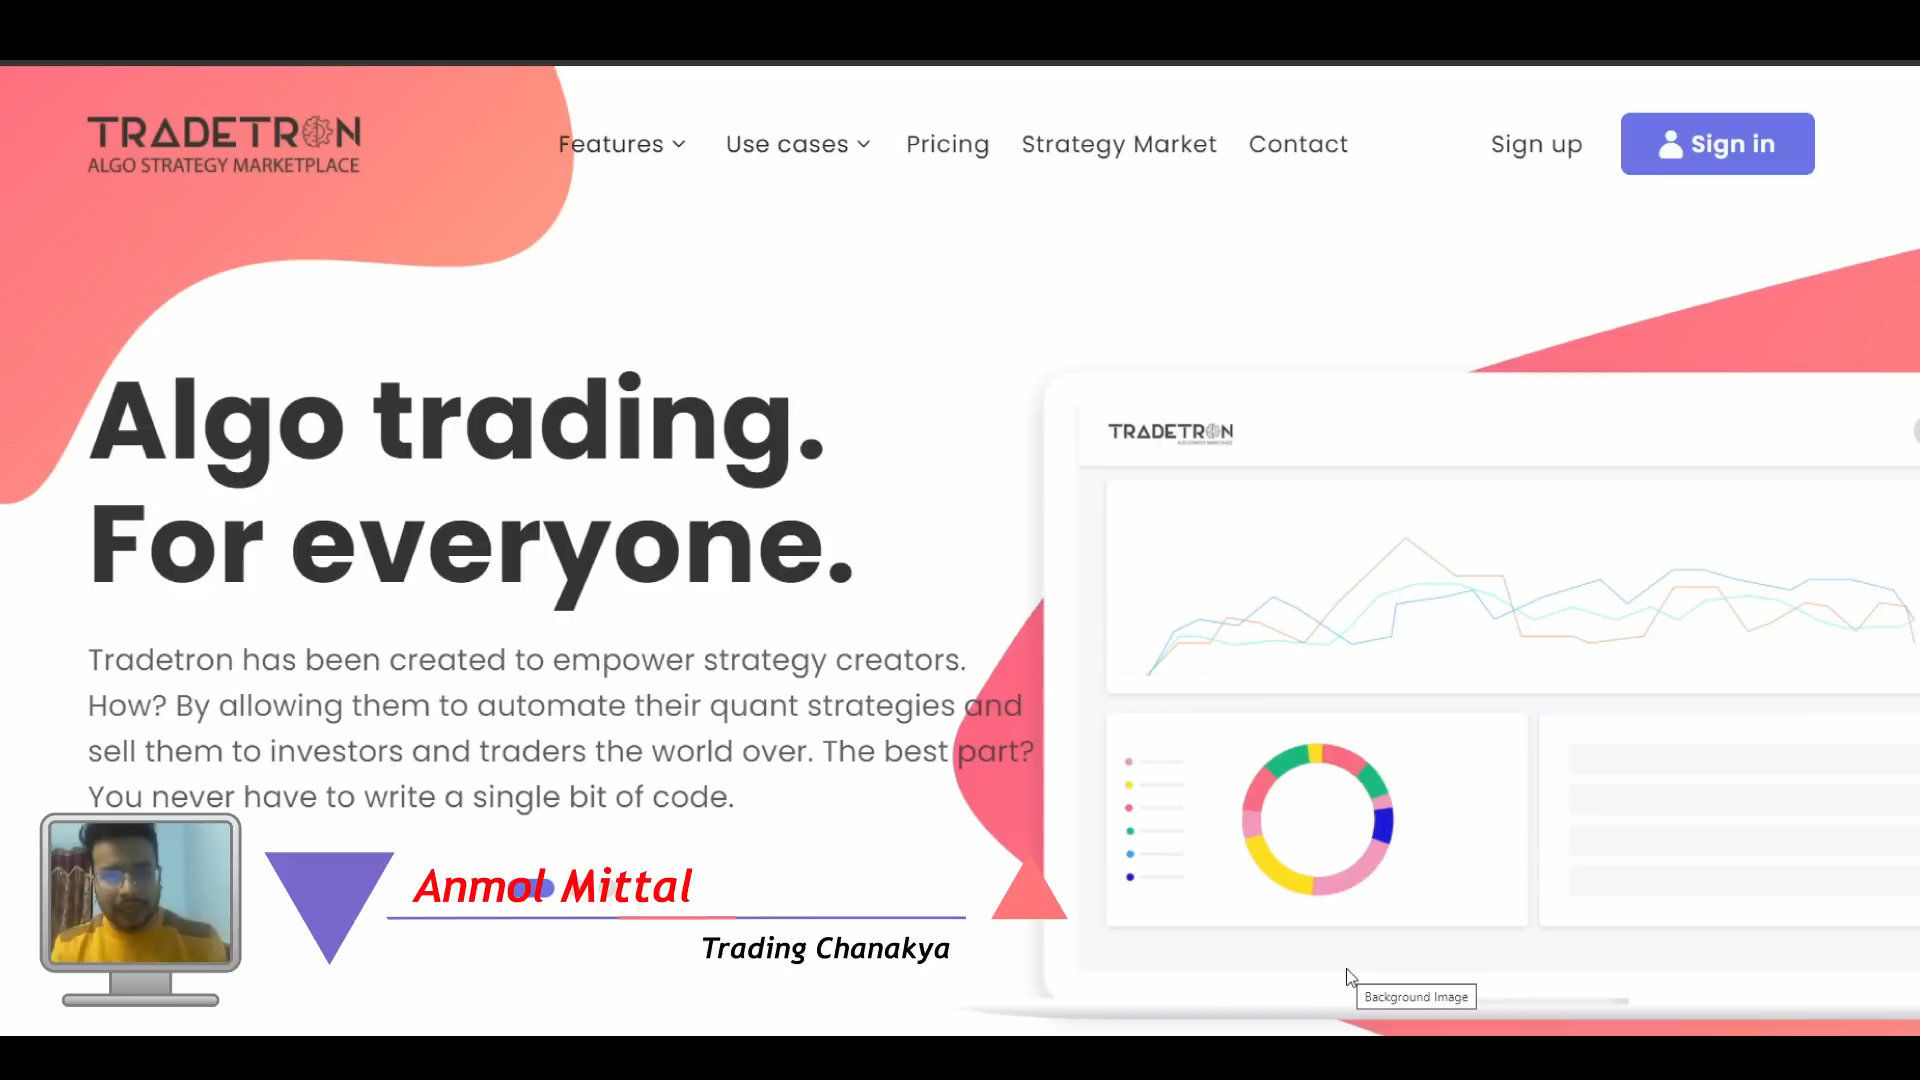 TRADETRON
ALGO STRATEGY MARKETPLACE
Features
Use cases
Pricing
Strategy Market
Contact
Sign up
Sign in
Algo trading.
For everyone.
Tradetron has been created to empower strategy creators.
How? By allowing them to automate their quant strategies and
sell them to investors and traders the world over. The best part?
You never have to write a single bit of code.
TRADETRON
Anmol Mittal
Trading Chanakya
Background Image